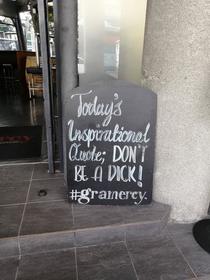 Today's
Inspirational
Quote; DON'T
BE A DICK!
#gramercy.